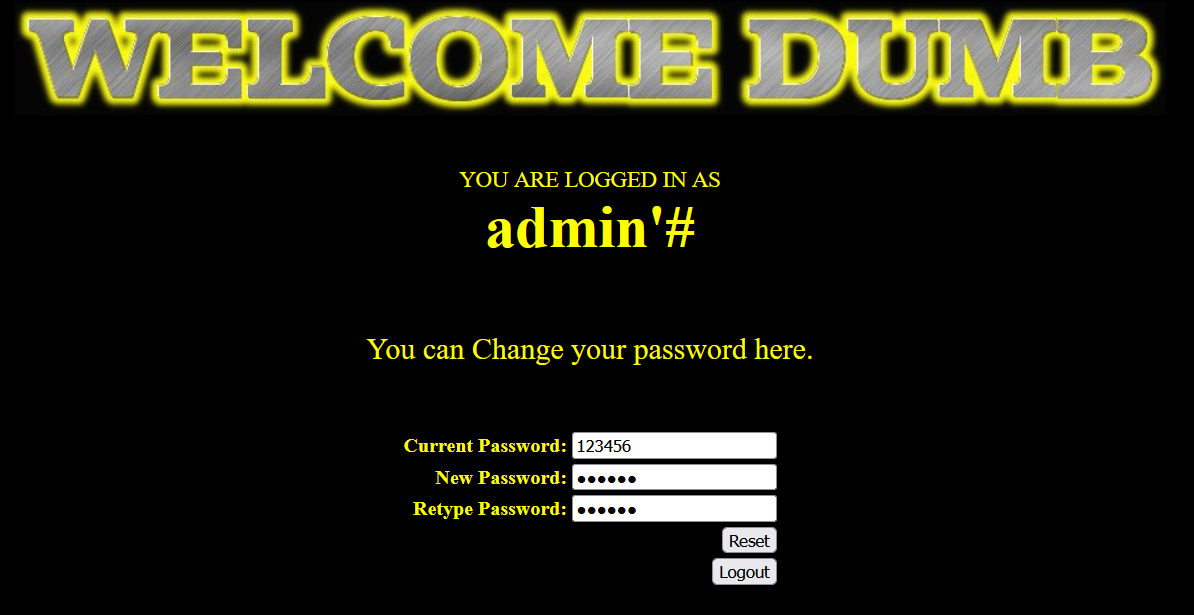 WELCOME DUMB
YOU ARE LOGGED IN AS
admin'#
You can Change your password here.
Current Password: 123456
New Password: ●●●●●●
Retype Password: ●●●●●●
Reset
Logout